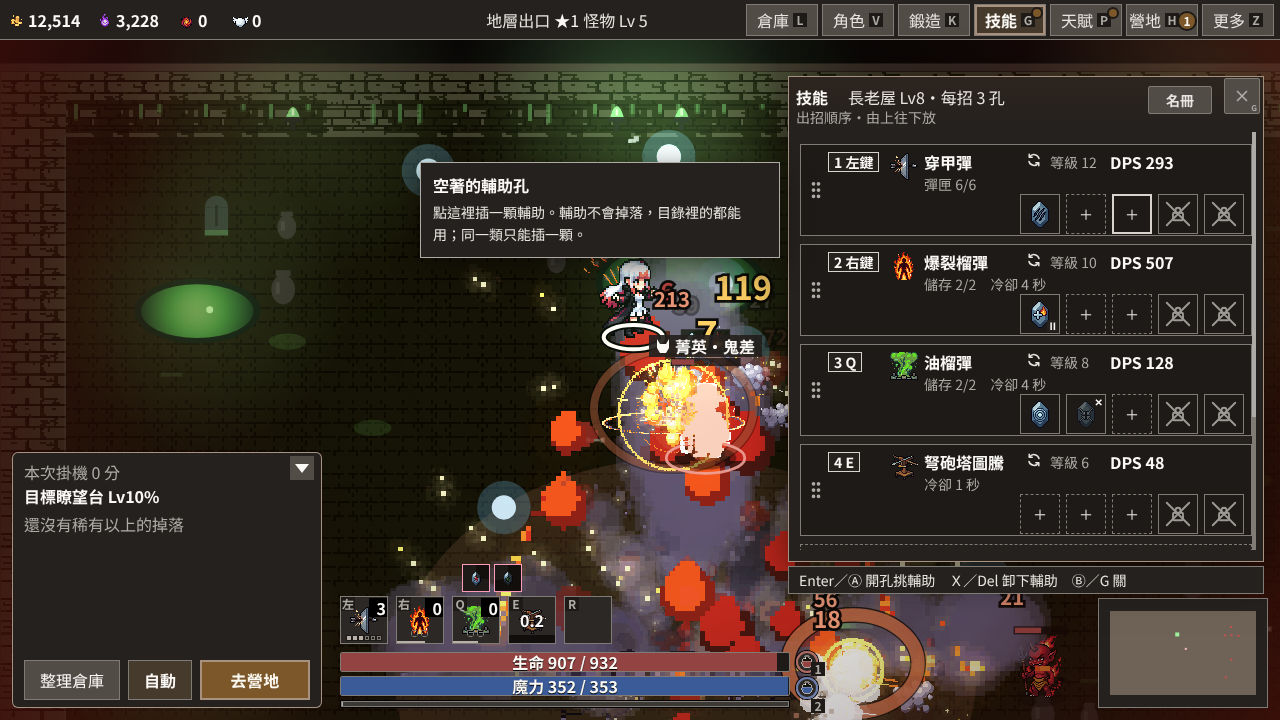 12,514 3,228 0 0
地層出口 ★1 怪物 Lv 5
倉庫 L 角色 V 鍛造 K 技能 G 天賦 P 營地 H 1 更多 Z
技能 長老屋 Lv8・每招 3 孔
出招順序・由上往下放
名冊
× G
1 左鍵 穿甲彈 等級 12 DPS 293
彈匣 6/6
+ +
2 右鍵 爆裂榴彈 等級 10 DPS 507
儲存 2/2 冷卻 4 秒
II + +
3 Q 油榴彈 等級 8 DPS 128
儲存 2/2 冷卻 4 秒
× +
4 E 弩砲塔圖騰 等級 6 DPS 48
冷卻 1 秒
+ + +
Enter／Ⓐ 開孔挑輔助 X／Del 卸下輔助 Ⓑ／G 關
空著的輔助孔
點這裡插一顆輔助。輔助不會掉落，目錄裡的都能
用；同一類只能插一顆。
213
119
7
菁英・鬼差
本次掛機 0 分
目標瞭望台 Lv10%
還沒有稀有以上的掉落
整理倉庫 自動 去營地
左 3 右 0 Q 0 E 0.2 R
生命 907 / 932
魔力 352 / 353
56
18
21
1
2